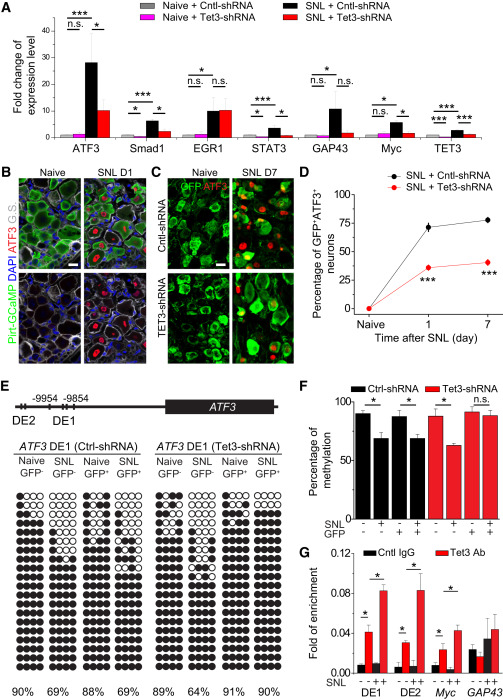 A
Naive + Cntl-shRNA SNL + Cntl-shRNA
Naive + Tet3-shRNA SNL + Tet3-shRNA
Fold change of expression level
40
30
20
10
0
*** n.s. *
*** * *
* n.s. n.s.
*** * *
* n.s. n.s.
* n.s. *
*** *** ***
ATF3 Smad1 EGR1 STAT3 GAP43 Myc TET3
B
Naive SNL D1
Pirt-GCaMP DAPI ATF3 G.S.
C
Naive SNL D7
GFP ATF3
Cntl-shRNA
TET3-shRNA
D
SNL + Cntl-shRNA
SNL + Tet3-shRNA
Percentage of GFP+ATF3+ neurons
100
75
50
25
0
***
***
Naive 1 7
Time after SNL (day)
E
-9954 -9854
DE2 DE1
ATF3
ATF3 DE1 (Ctrl-shRNA) ATF3 DE1 (Tet3-shRNA)
Naive SNL Naive SNL Naive SNL Naive SNL
GFP- GFP- GFP+ GFP+ GFP- GFP- GFP+ GFP+
90% 69% 88% 69% 89% 64% 91% 90%
F
Ctrl-shRNA Tet3-shRNA
Percentage of methylation
100
75
50
25
0
* * * n.s.
SNL - + - + - + - +
GFP - - + + - - + +
G
Cntl IgG Tet3 Ab
Fold of enrichment
0.12
0.08
0.04
0.00
* * * * * *
SNL - - + + - - + + - - + + - - + +
DE1 DE2 Myc GAP43